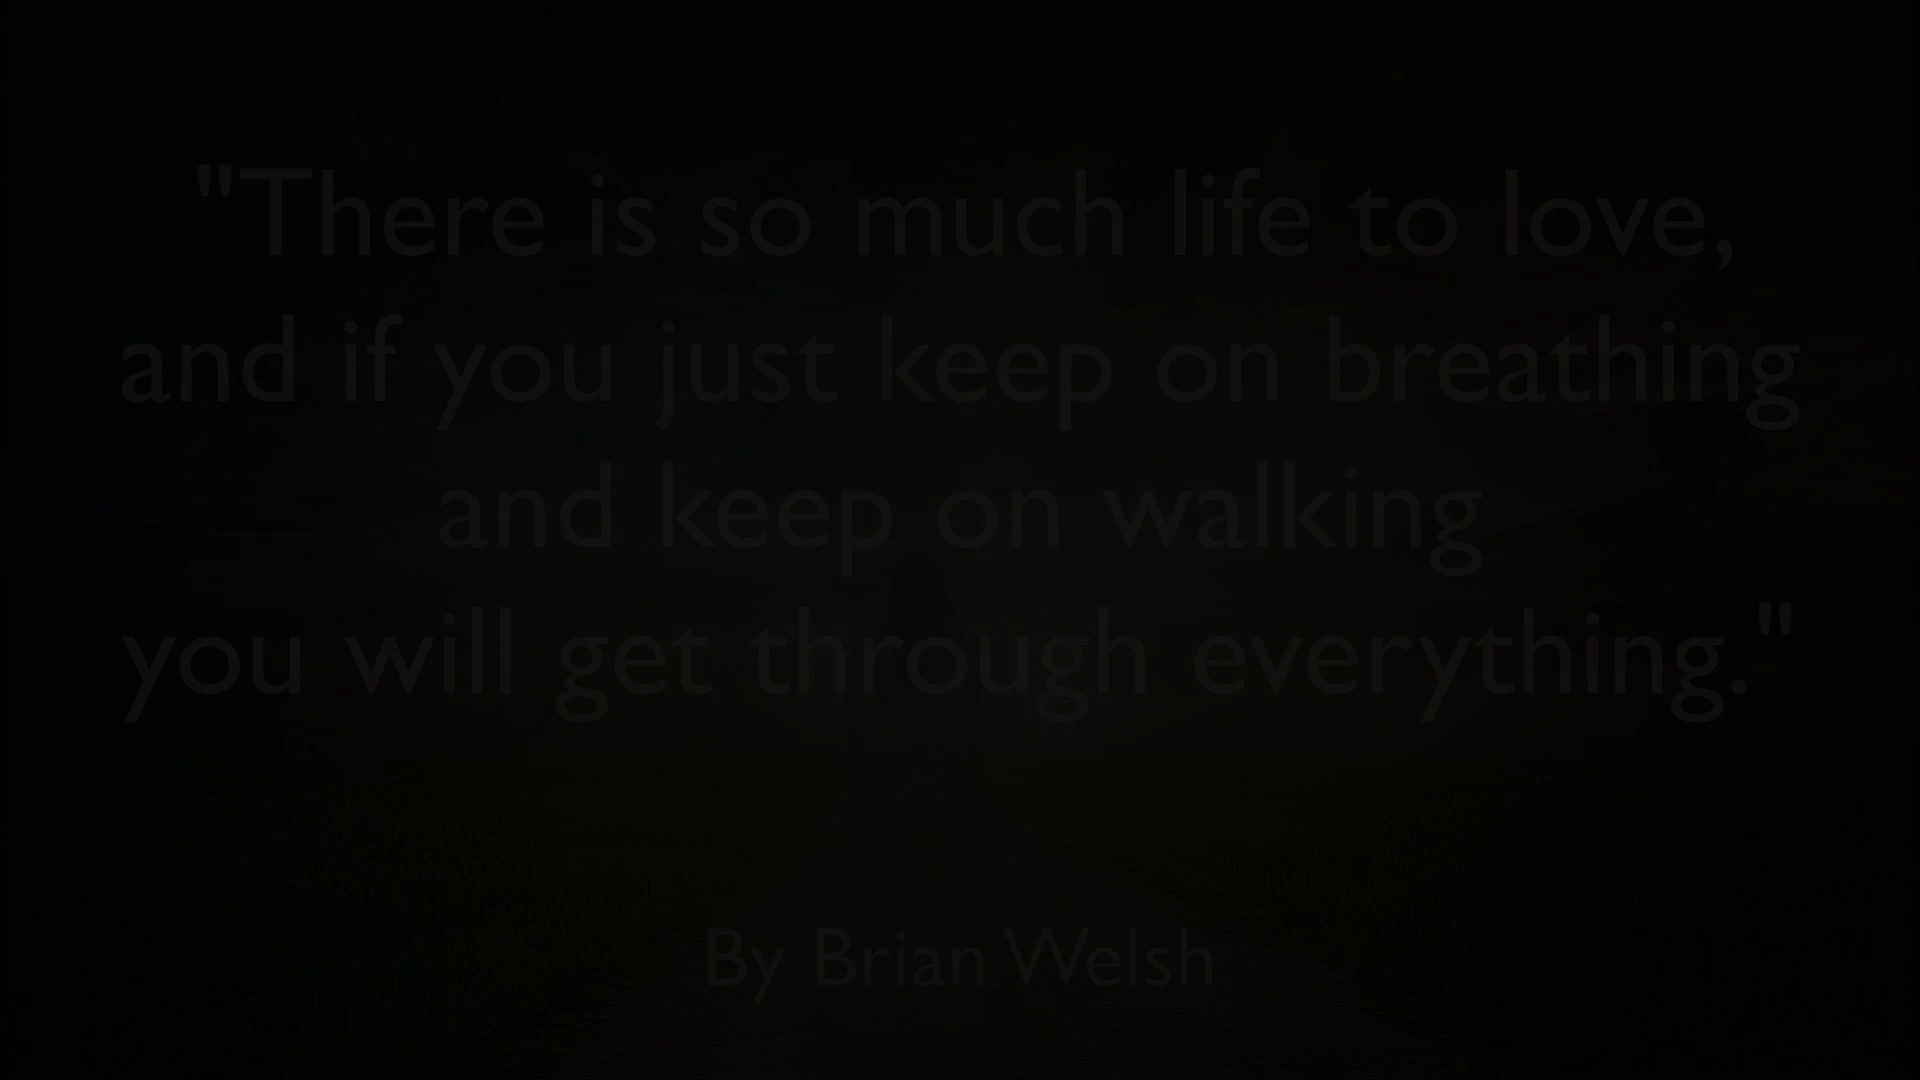 "There is so much life to love,
and if you just keep on breathing
and keep on walking
you will get through everything."
By Brian Welsh